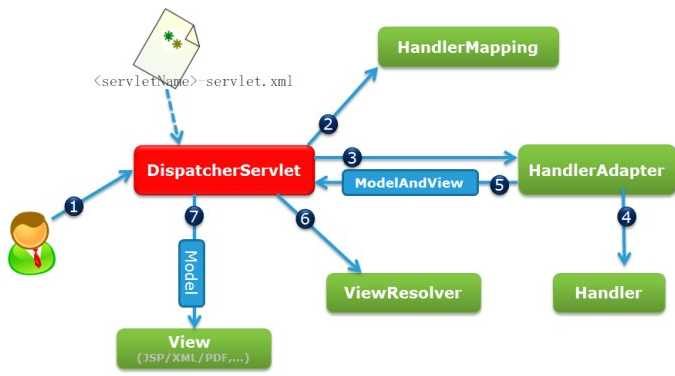 <servletName>-servlet.xml
HandlerMapping
2
3
DispatcherServlet
HandlerAdapter
ModelAndView
5
1
7
6
4
Model
ViewResolver
Handler
View
(JSP/XML/PDF,...)